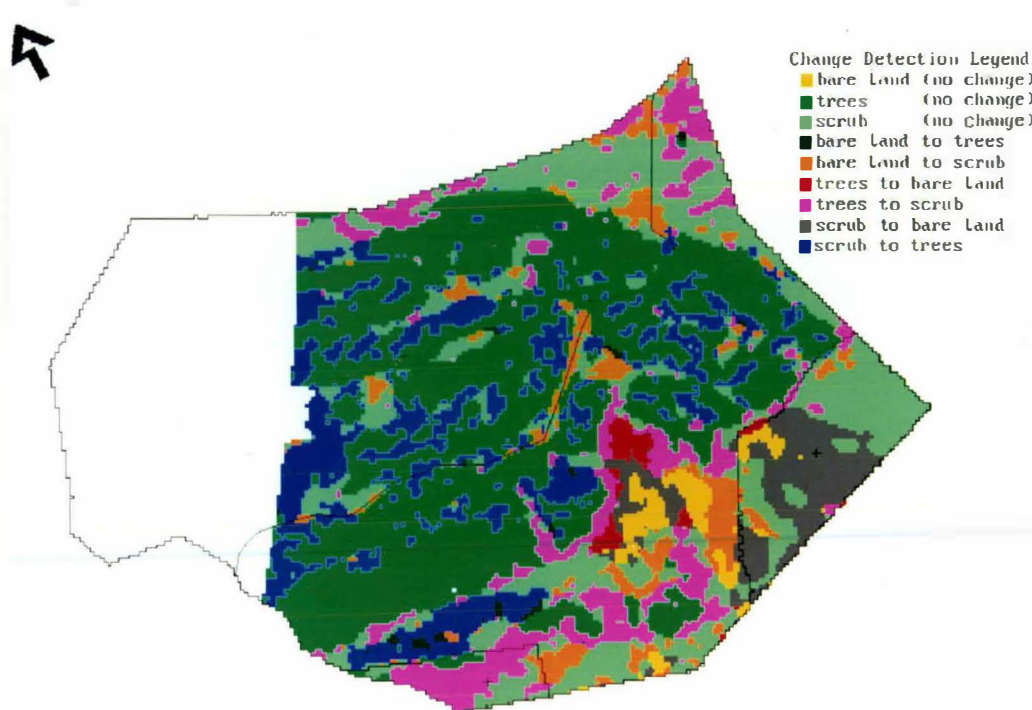 Change Detection Legend
bare land (no change)
trees (no change)
scrub (no change)
bare land to trees
bare land to scrub
trees to bare land
trees to scrub
scrub to bare land
scrub to trees